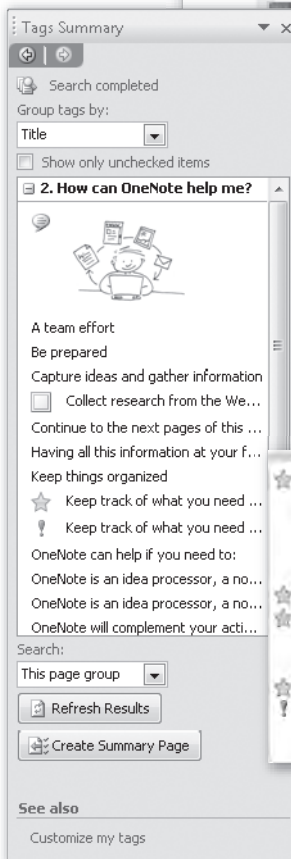 Tags Summary
Search completed
Group tags by:
Title
Show only unchecked items
2. How can OneNote help me?
A team effort
Be prepared
Capture ideas and gather information
Collect research from the We...
Continue to the next pages of this ...
Having all this information at your f...
Keep things organized
Keep track of what you need ...
Keep track of what you need ...
OneNote can help if you need to:
OneNote is an idea processor, a no...
OneNote is an idea processor, a no...
OneNote will complement your acti...
Search:
This page group
Refresh Results
Create Summary Page
See also
Customize my tags